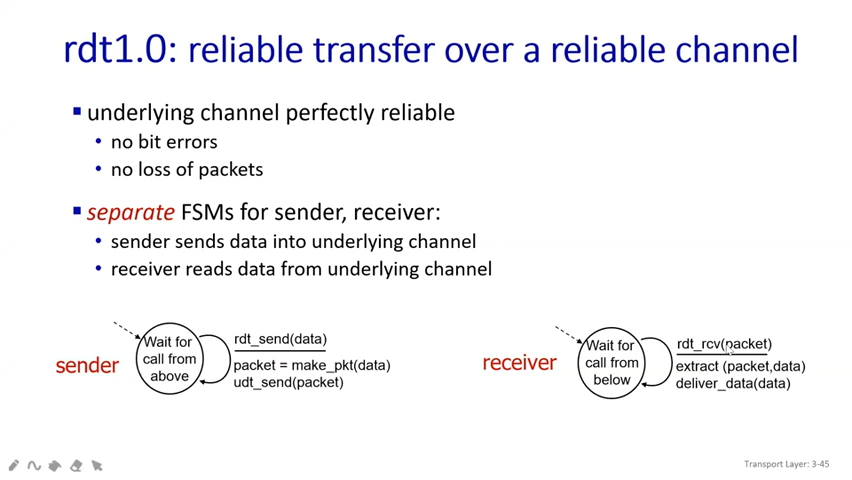 rdt1.0: reliable transfer over a reliable channel
underlying channel perfectly reliable
no bit errors
no loss of packets
separate FSMs for sender, receiver:
sender sends data into underlying channel
receiver reads data from underlying channel
sender
Wait for
call from
above
rdt_send(data)
packet = make_pkt(data)
udt_send(packet)
receiver
Wait for
call from
below
rdt_rcv(packet)
extract (packet,data)
deliver_data(data)
Transport Layer: 3-45